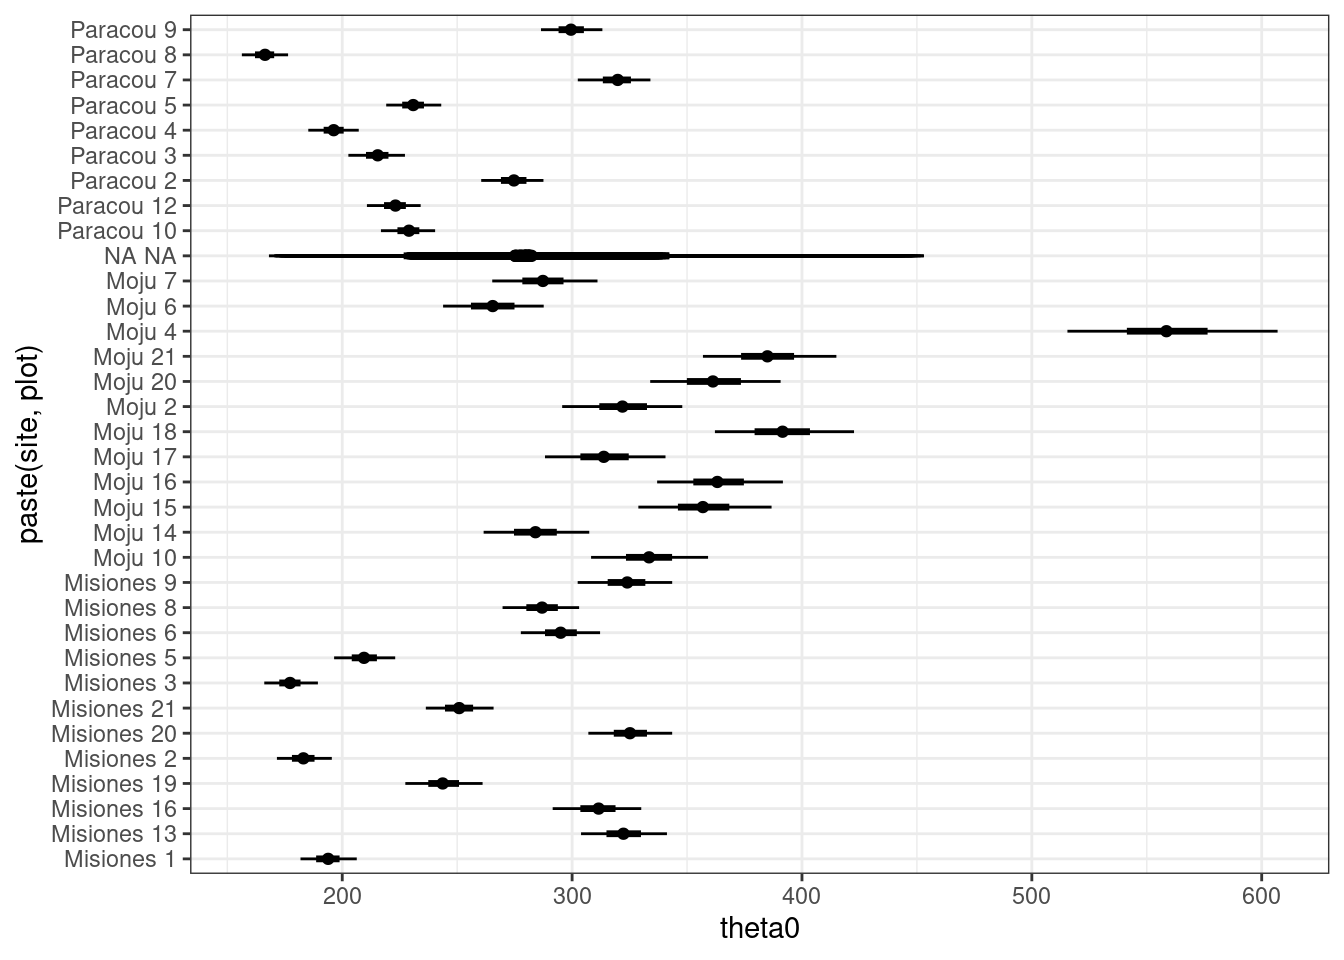 Paracou 9
Paracou 8
Paracou 7
Paracou 5
Paracou 4
Paracou 3
Paracou 2
Paracou 12
Paracou 10
NA NA
Moju 7
Moju 6
Moju 4
Moju 21
Moju 20
Moju 2
Moju 18
Moju 17
Moju 16
Moju 15
Moju 14
Moju 10
Misiones 9
Misiones 8
Misiones 6
Misiones 5
Misiones 3
Misiones 21
Misiones 20
Misiones 2
Misiones 19
Misiones 16
Misiones 13
Misiones 1
paste(site, plot)
200 300 400 500 600
theta0